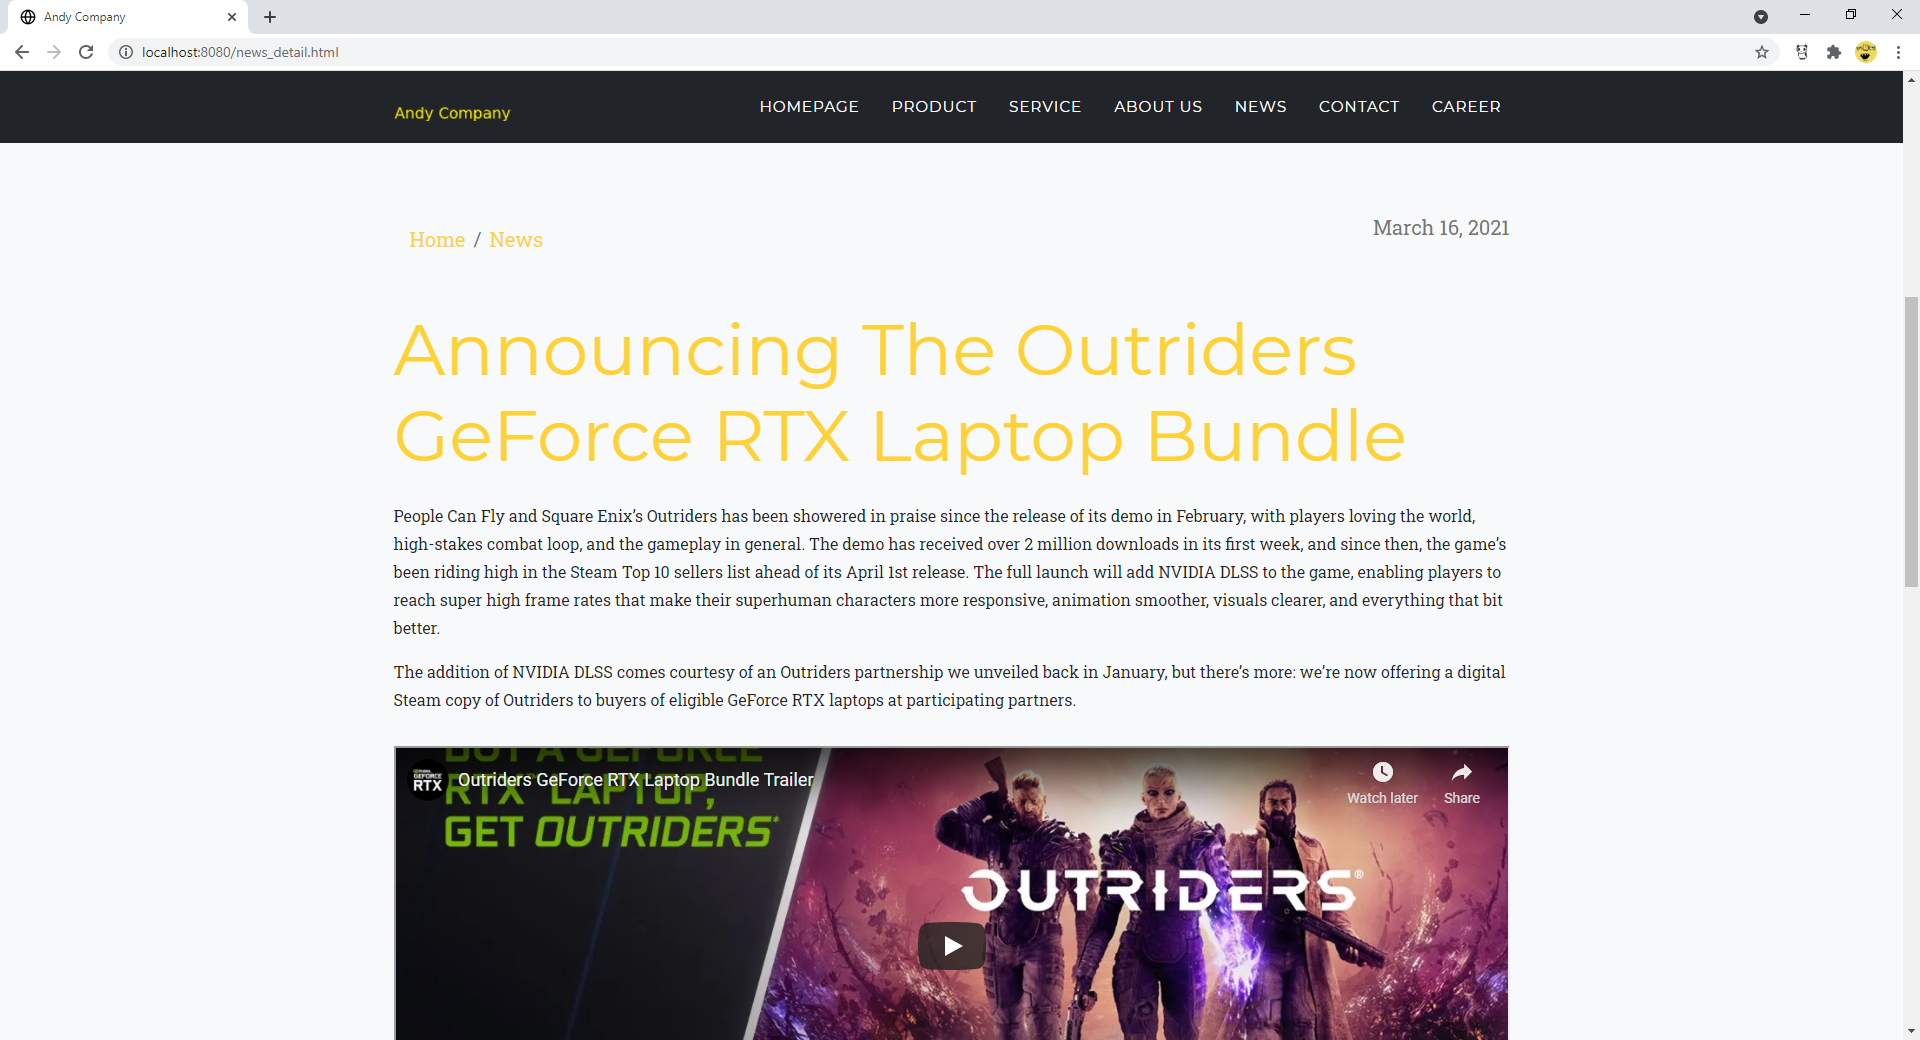 Andy Company
localhost:8080/news_detail.html
Andy Company
HOMEPAGE PRODUCT SERVICE ABOUT US NEWS CONTACT CAREER
Home / News
March 16, 2021
Announcing The Outriders
GeForce RTX Laptop Bundle
People Can Fly and Square Enix’s Outriders has been showered in praise since the release of its demo in February, with players loving the world,
high-stakes combat loop, and the gameplay in general. The demo has received over 2 million downloads in its first week, and since then, the game’s
been riding high in the Steam Top 10 sellers list ahead of its April 1st release. The full launch will add NVIDIA DLSS to the game, enabling players to
reach super high frame rates that make their superhuman characters more responsive, animation smoother, visuals clearer, and everything that bit
better.
The addition of NVIDIA DLSS comes courtesy of an Outriders partnership we unveiled back in January, but there’s more: we’re now offering a digital
Steam copy of Outriders to buyers of eligible GeForce RTX laptops at participating partners.
BUY A GEFORCE
GEFORCE
RTX
Outriders GeForce RTX Laptop Bundle Trailer
RTX LAPTOP,
GET OUTRIDERS*
Watch later
Share
OUTRIDERS®